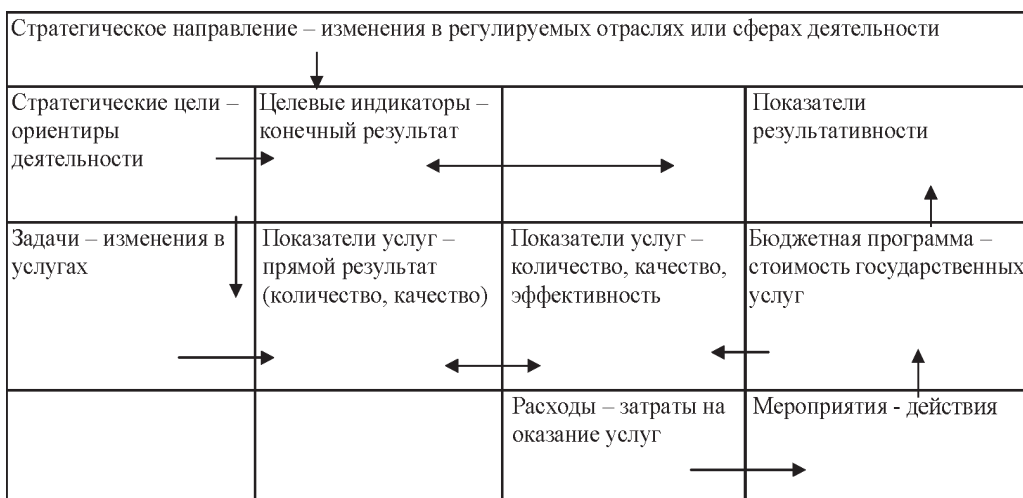 Стратегическое направление – изменения в регулируемых отраслях или сферах деятельности
Стратегические цели –
ориентиры
деятельности
Целевые индикаторы –
конечный результат
Показатели
результативности
Задачи – изменения в
услугах
Показатели услуг –
прямой результат
(количество, качество)
Показатели услуг –
количество, качество,
эффективность
Бюджетная программа –
стоимость государственных
услуг
Расходы – затраты на
оказание услуг
Мероприятия - действия